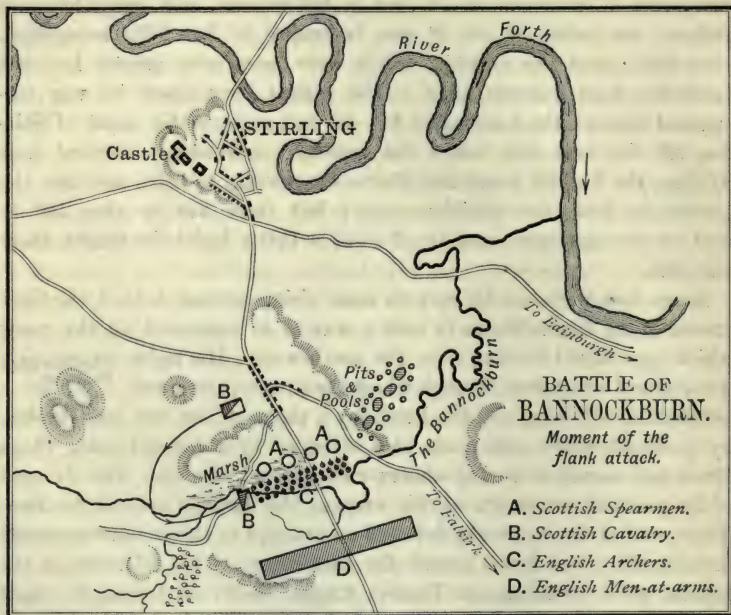 River Forth
STIRLING
Castle
To Edinburgh
Pits
&
Pools
The Bannockburn
B
A
A
Marsh
C
B
To Falkirk
D
BATTLE OF
BANNOCKBURN.
Moment of the
flank attack.
A. Scottish Spearmen.
B. Scottish Cavalry.
C. English Archers.
D. English Men-at-arms.